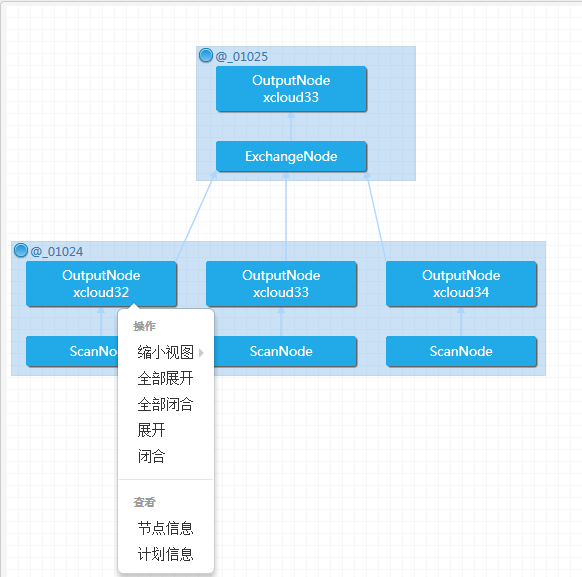 @_01025
OutputNode
xcloud33
ExchangeNode
@_01024
OutputNode
xcloud32
OutputNode
xcloud33
OutputNode
xcloud34
ScanNo
ScanNode
ScanNode
操作
缩小视图
全部展开
全部闭合
展开
闭合
查看
节点信息
计划信息